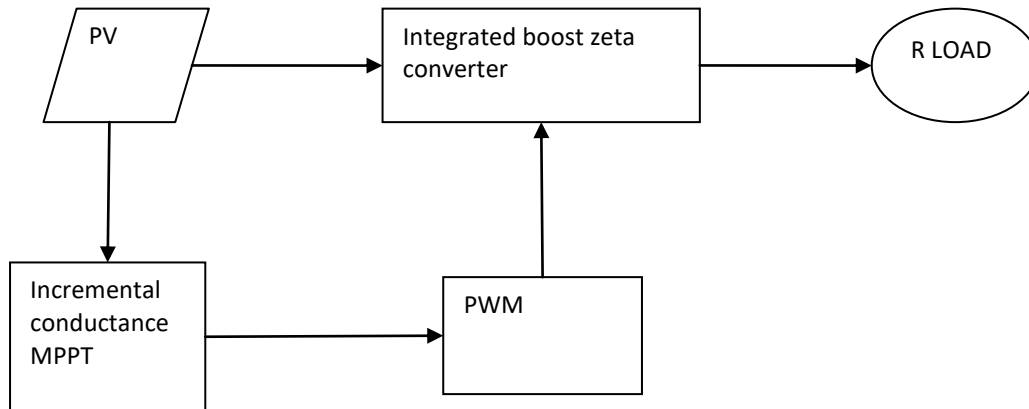 PV
Integrated boost zeta
converter
R LOAD
Incremental
conductance
MPPT
PWM